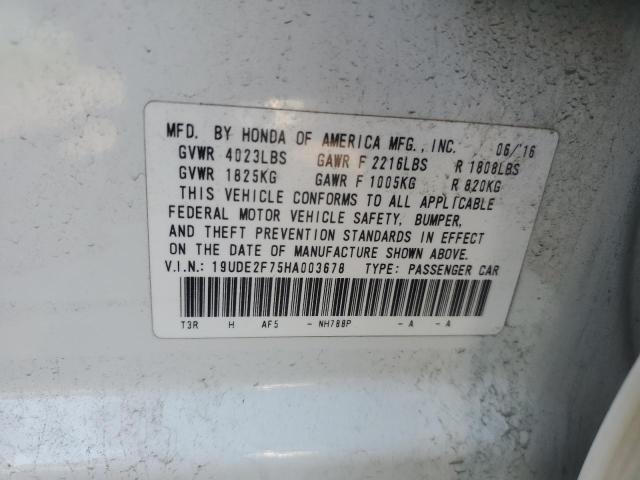 MFD. BY HONDA OF AMERICA MFG., INC. 06/16
GVWR 4023LBS GAWR F 2216LBS R 1808LBS
GVWR 1825KG GAWR F 1005KG R 820KG
THIS VEHICLE CONFORMS TO ALL APPLICABLE
FEDERAL MOTOR VEHICLE SAFETY, BUMPER,
AND THEFT PREVENTION STANDARDS IN EFFECT
ON THE DATE OF MANUFACTURE SHOWN ABOVE.
V.I.N.: 19UDE2F75HA003678 TYPE: PASSENGER CAR
T3R H AF5 - NH788P - A - A